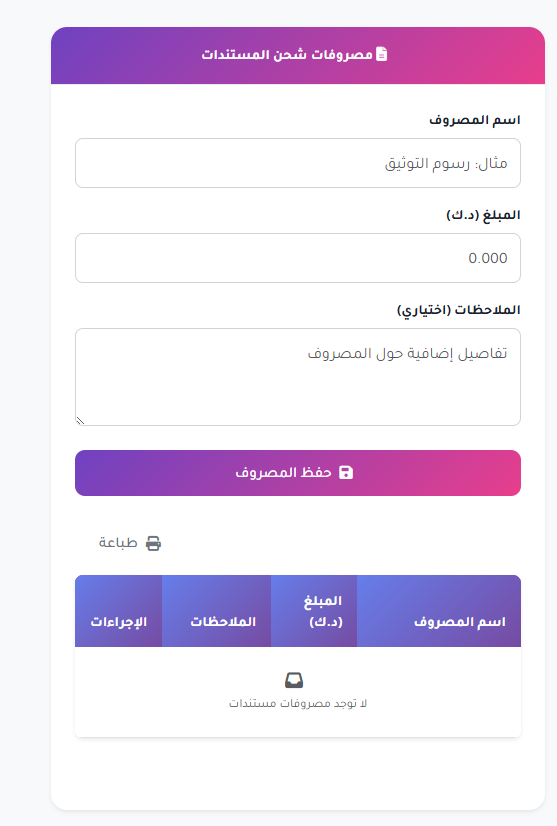 مصروفات شحن المستندات
اسم المصروف
مثال: رسوم التوثيق
المبلغ (د.ك)
0.000
الملاحظات (اختياري)
تفاصيل إضافية حول المصروف
حفظ المصروف
طباعة
اسم المصروف
المبلغ
(د.ك)
الملاحظات
الإجراءات
لا توجد مصروفات مستندات